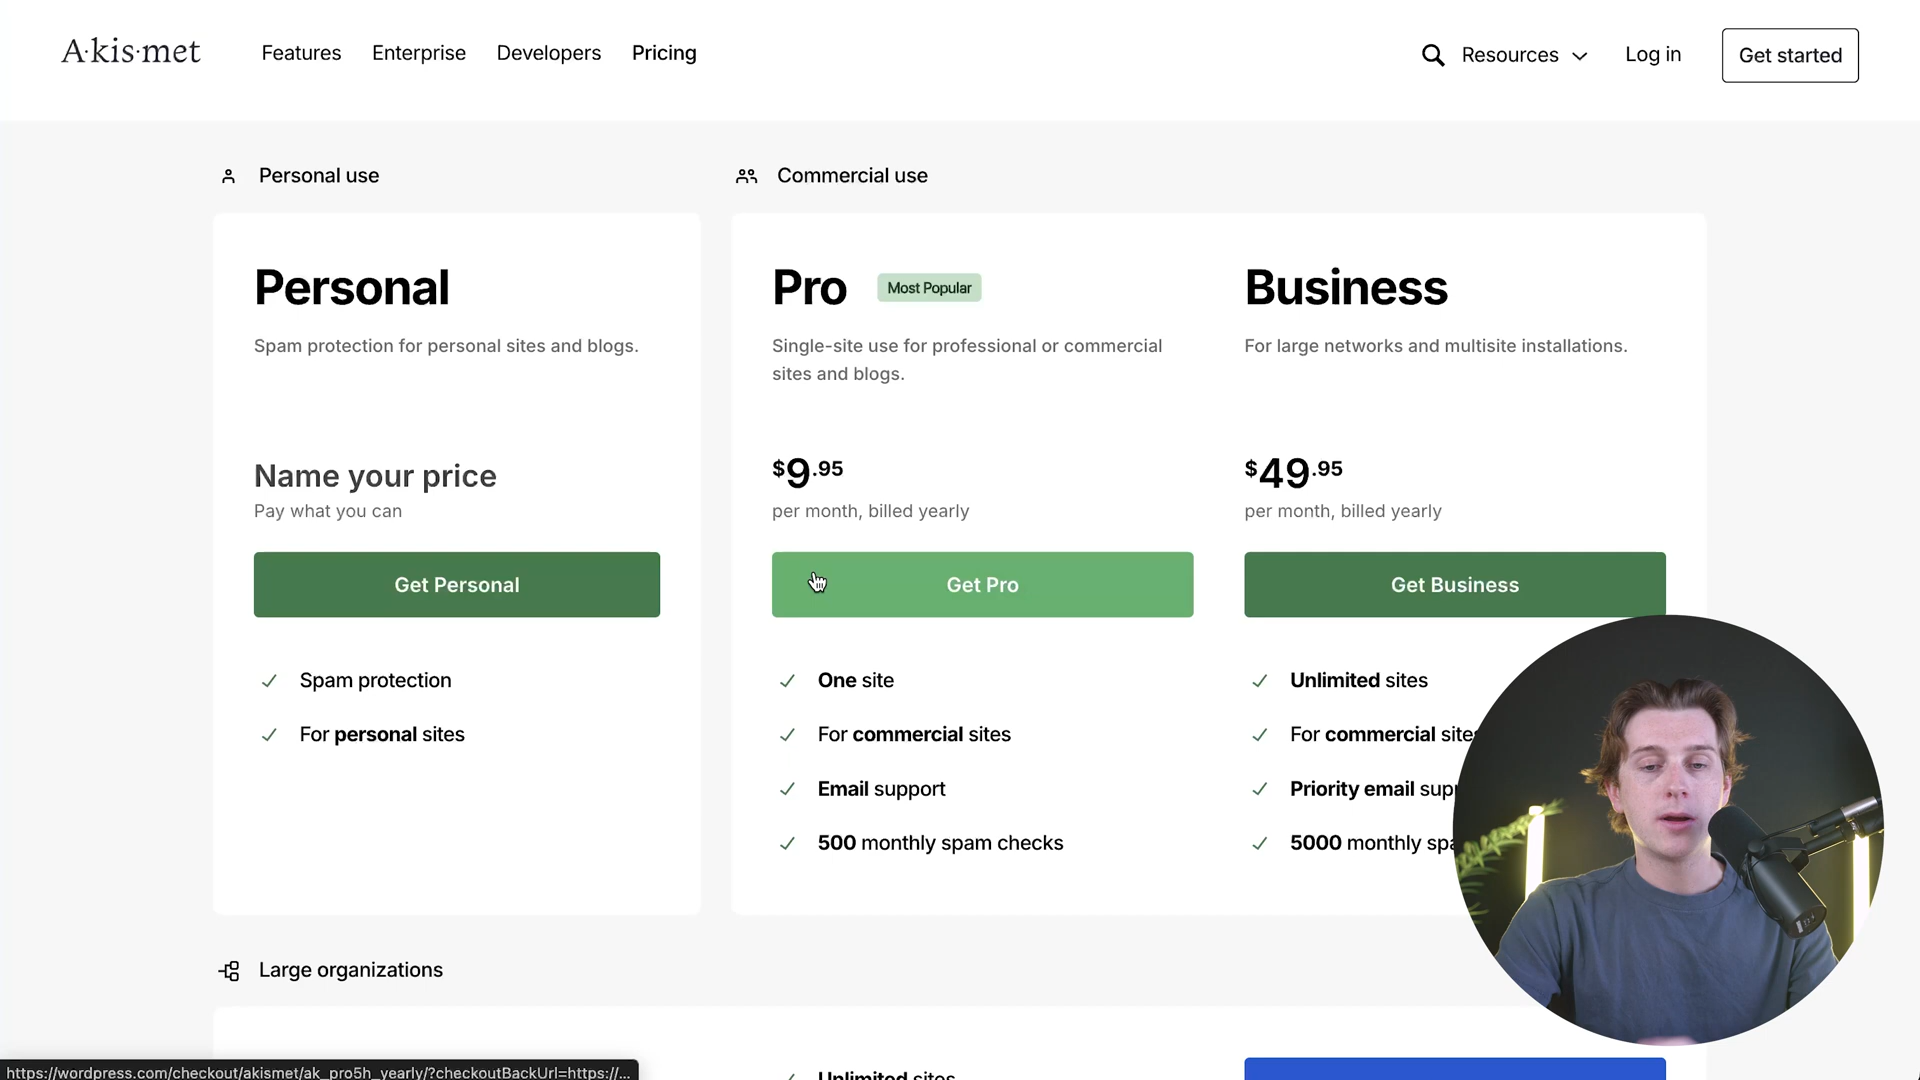 A·kis·met
Features
Enterprise
Developers
Pricing
Resources
Log in
Get started
Personal use
Commercial use
Personal
Spam protection for personal sites and blogs.
Name your price
Pay what you can
Get Personal
Spam protection
For personal sites
Pro
Most Popular
Single-site use for professional or commercial
sites and blogs.
$9.95
per month, billed yearly
Get Pro
One site
For commercial sites
Email support
500 monthly spam checks
Business
For large networks and multisite installations.
$49.95
per month, billed yearly
Get Business
Unlimited sites
For commercial sites
Priority email
5000 monthly
Large organizations
Unlimited sites
https://wordpress.com/checkout/akismet/ak_pro5h_yearly/?checkoutBackUrl=https://...